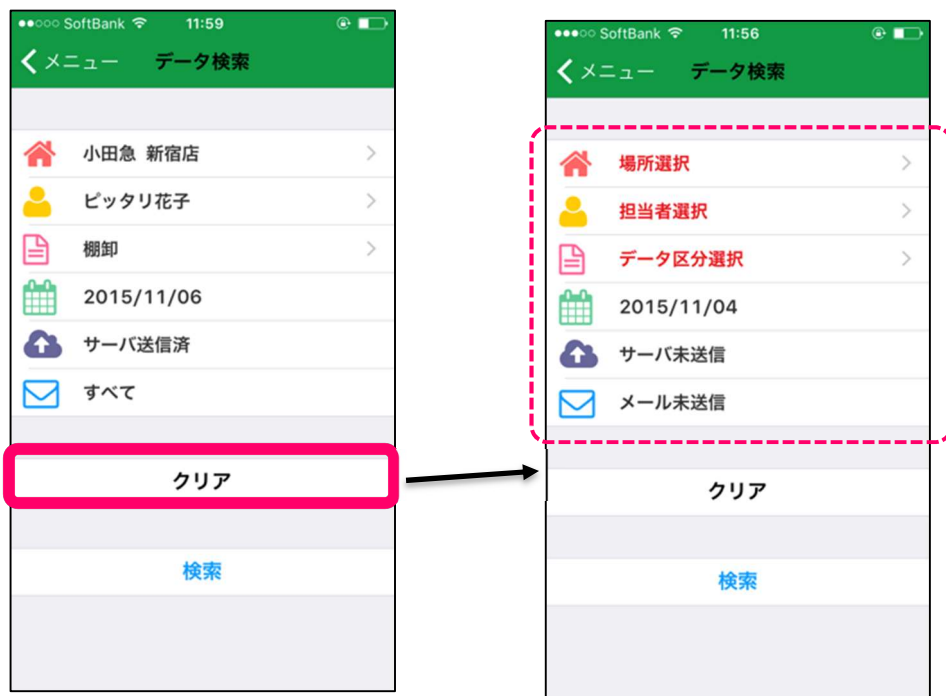 SoftBank 11:59
メニュー データ検索
小田急 新宿店
ピッタリ花子
棚卸
2015/11/06
サーバ送信済
すべて
クリア
検索
SoftBank 11:56
メニュー データ検索
場所選択
担当者選択
データ区分選択
2015/11/04
サーバ未送信
メール未送信
クリア
検索